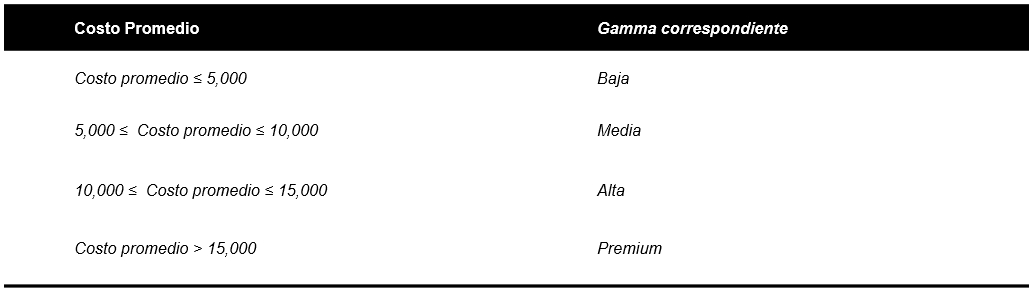 Costo Promedio Gamma correspondiente
Costo promedio ≤ 5,000 Baja
5,000 ≤ Costo promedio ≤ 10,000 Media
10,000 ≤ Costo promedio ≤ 15,000 Alta
Costo promedio > 15,000 Premium